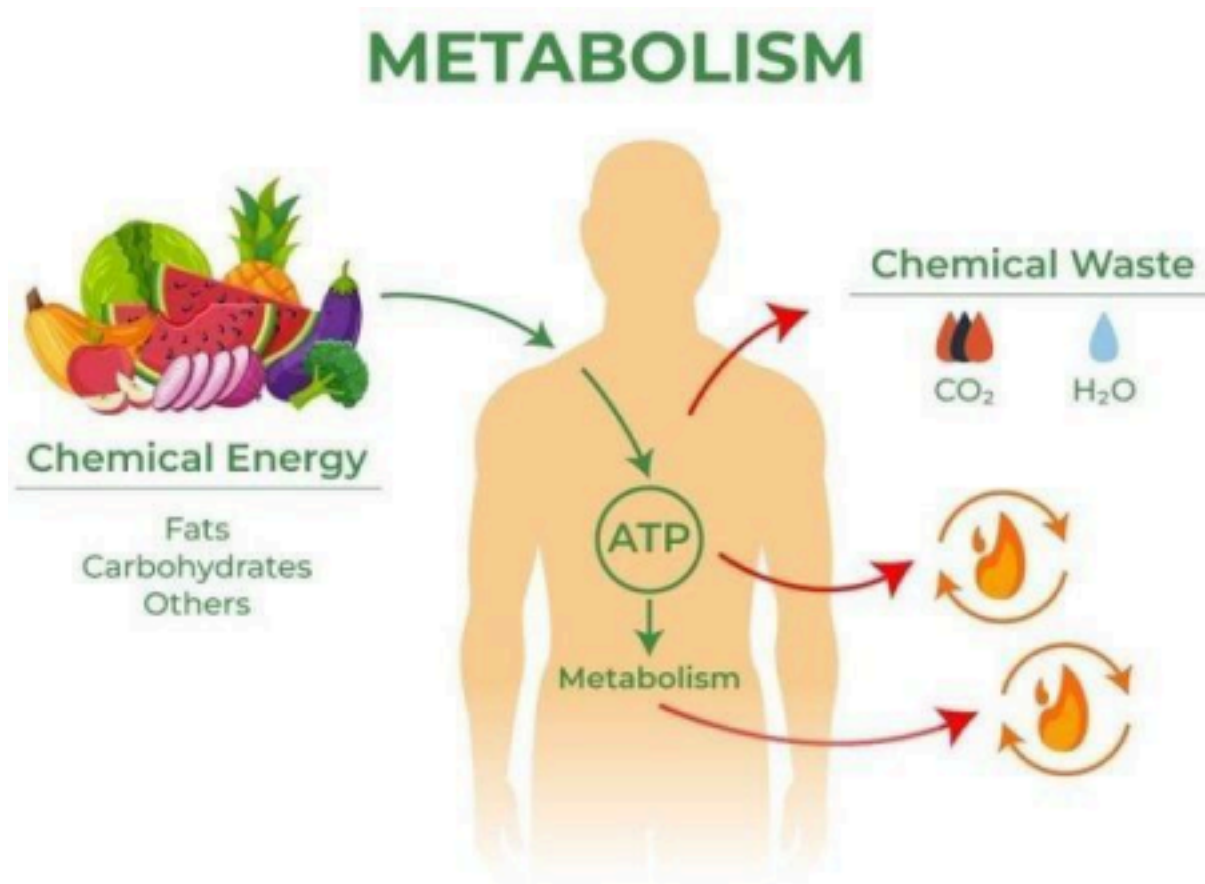 METABOLISM
Chemical Energy
Fats
Carbohydrates
Others
ATP
Metabolism
Chemical Waste
CO₂ H₂O